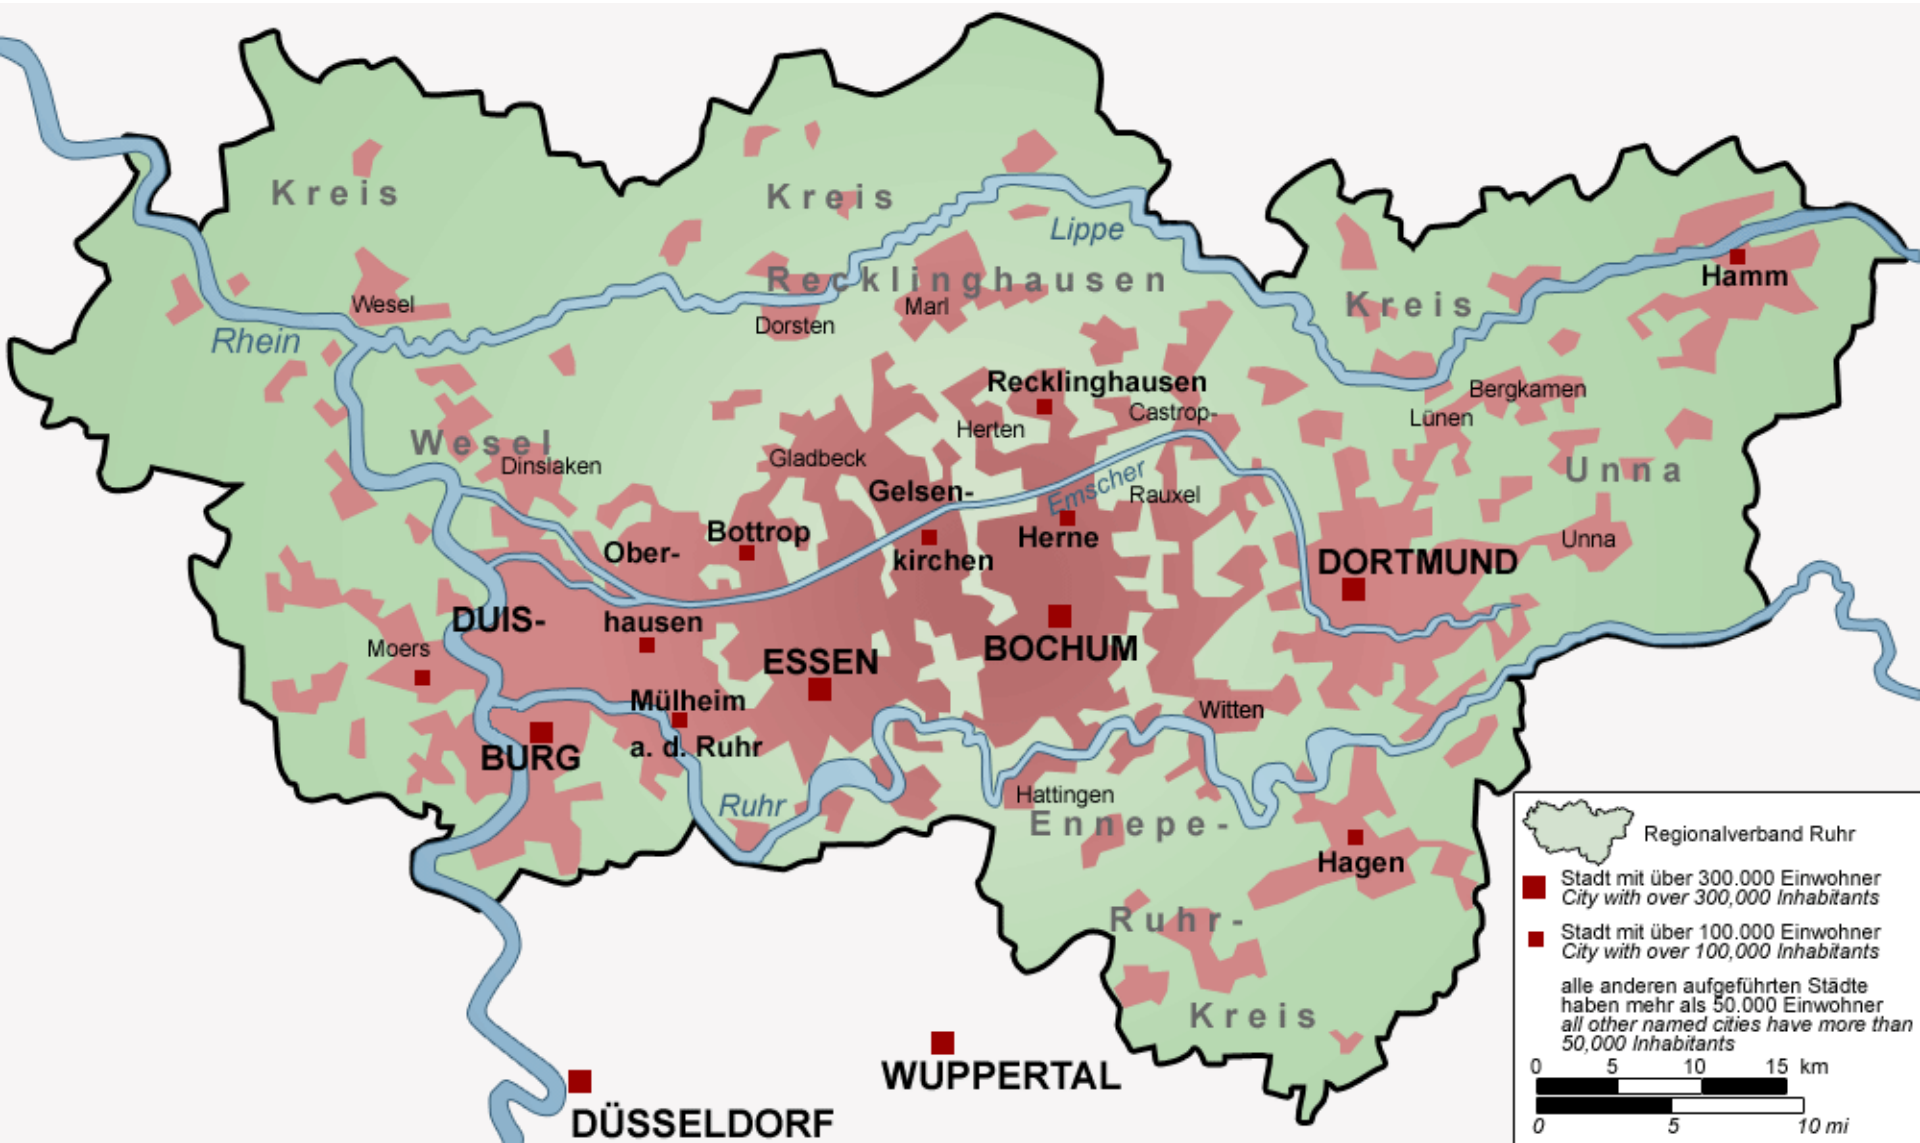 Kreis
Kreis
Lippe
Recklinghausen
Hamm
Kreis
Wesel
Marl
Dorsten
Rhein
Recklinghausen
Bergkamen
Castrop-
Lünen
Herten
Wesel
Dinslaken
Gladbeck
Unna
Emscher
Gelsen-
Rauxel
Bottrop
Herne
Unna
Ober-
kirchen
DORTMUND
DUIS-
hausen
Moers
BOCHUM
ESSEN
Mülheim
a. d. Ruhr
Witten
BURG
Hattingen
Ruhr
Ennepe-
Hagen
Ruhr-
Kreis
WUPPERTAL
DÜSSELDORF
Regionalverband Ruhr
Stadt mit über 300.000 Einwohner
City with over 300,000 Inhabitants
Stadt mit über 100.000 Einwohner
City with over 100,000 Inhabitants
alle anderen aufgeführten Städte
haben mehr als 50.000 Einwohner
all other named cities have more than
50,000 Inhabitants
0 5 10 15 km
0 5 10 mi